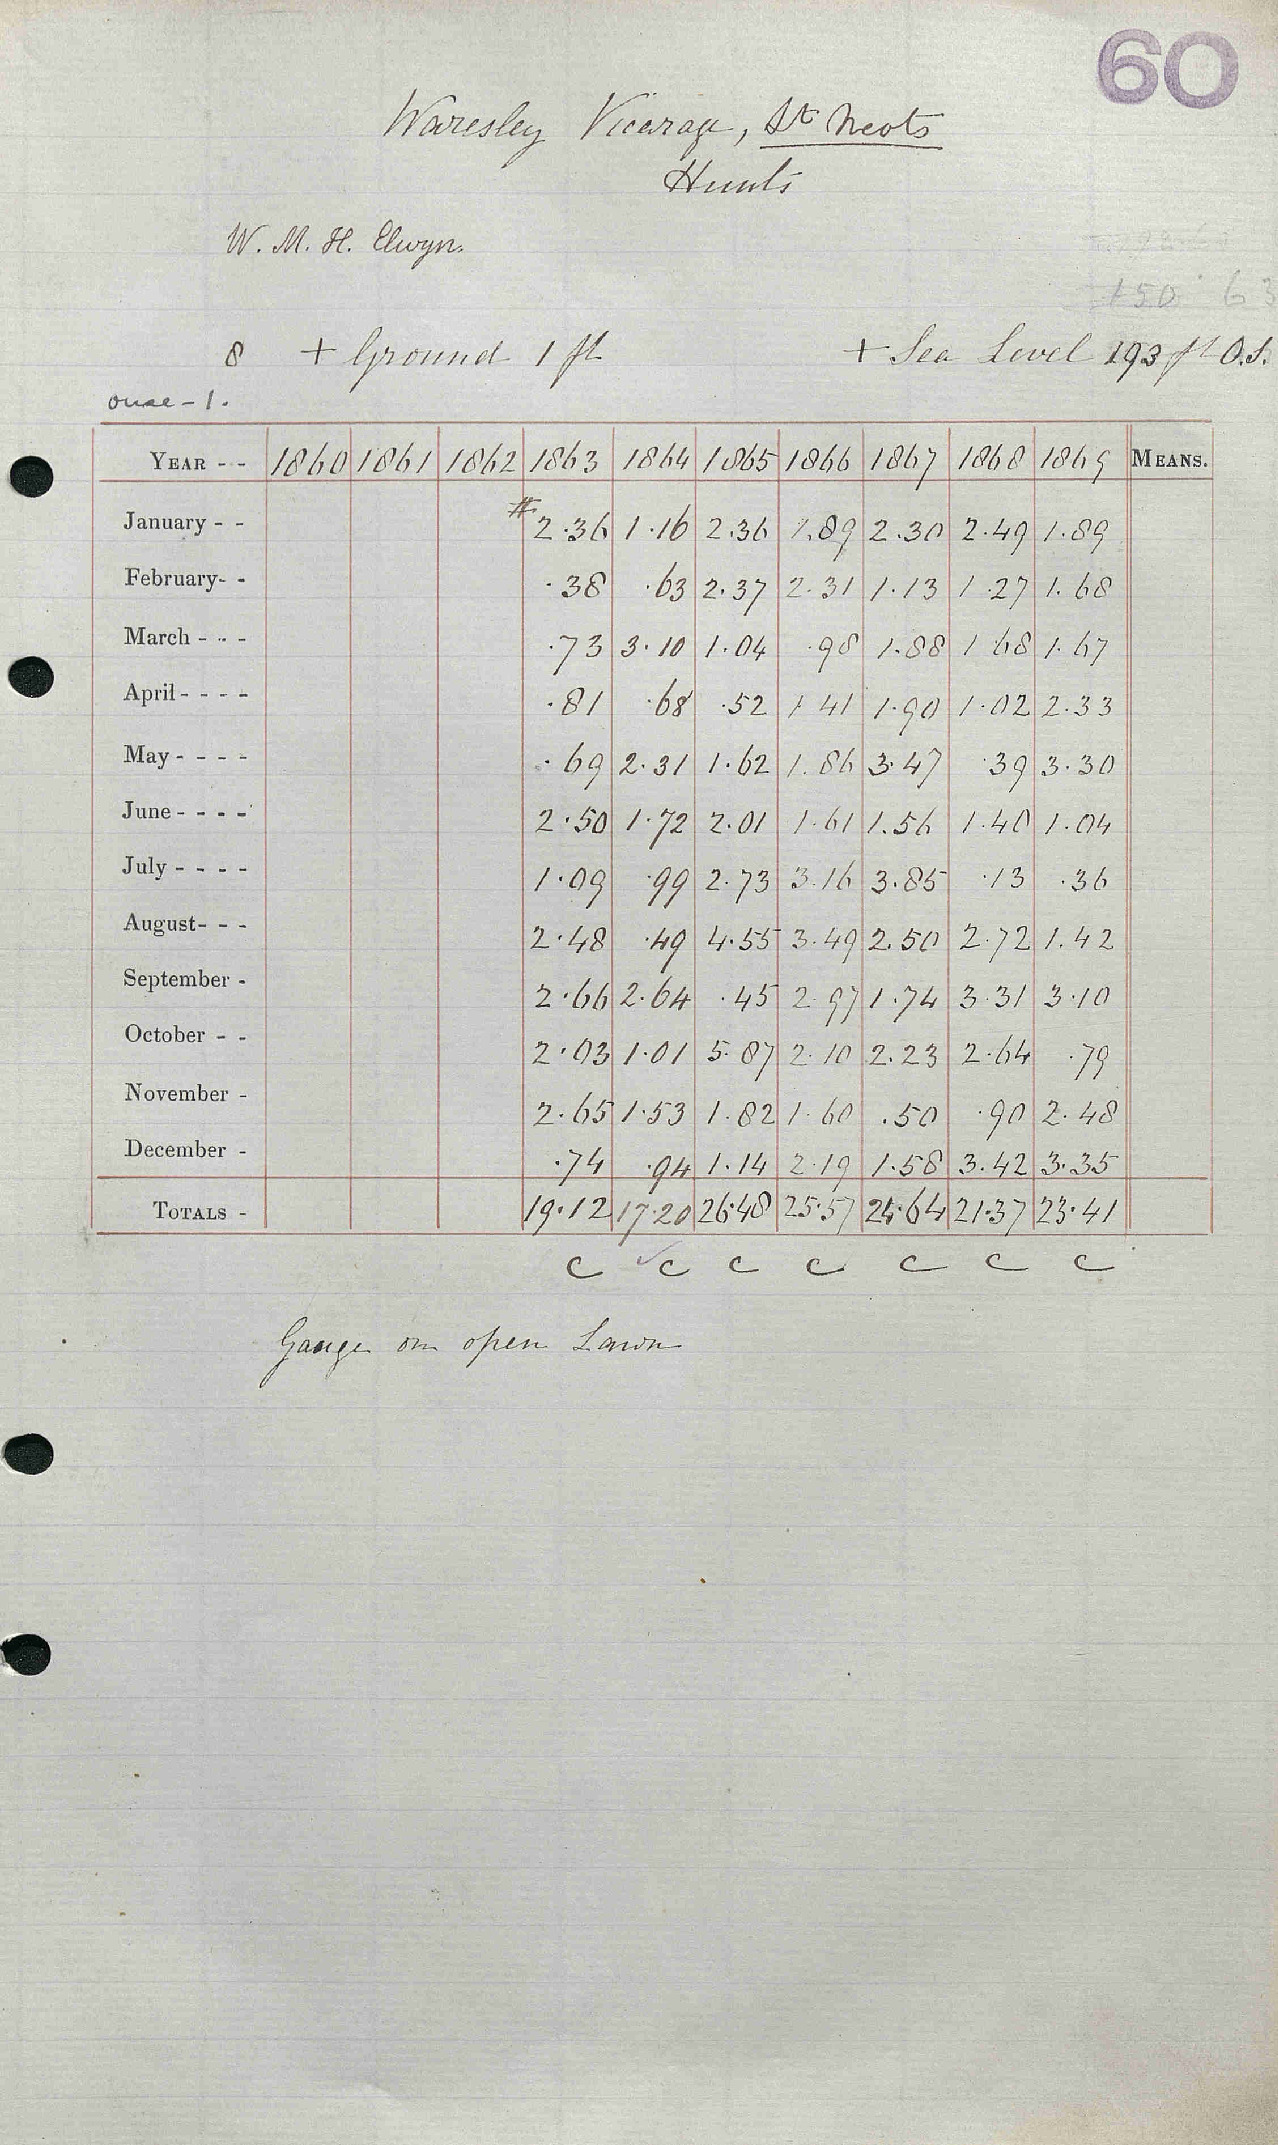 60
Waresley Vicarage, St Neots
Hunts
W. M. H. Elwyn.
150 63
8 + Ground 1 ft + Sea Level 193 ft O.S.
ouse - 1.
YEAR - - 1860 1861 1862 1863 1864 1865 1866 1867 1868 1869 MEANS.
January - - # 2.36 1.16 2.36 1.89 2.30 2.49 1.89
February- - .38 .63 2.37 2.31 1.13 1.27 1.68
March - - - .73 3.10 1.04 .98 1.88 1.68 1.67
April- - - - .81 .68 .52 1.41 1.90 1.02 2.33
May - - - - .69 2.31 1.62 1.86 3.47 .39 3.30
June - - - - 2.50 1.72 2.01 1.61 1.56 1.40 1.04
July - - - - 1.09 .99 2.73 3.16 3.85 .13 .36
August- - - 2.48 .49 4.55 3.49 2.50 2.72 1.42
September - 2.66 2.64 .45 2.97 1.74 3.31 3.10
October - - 2.03 1.01 5.87 2.10 2.23 2.64 .79
November - 2.65 1.53 1.82 1.60 .50 .90 2.48
December - .74 .94 1.14 2.19 1.58 3.42 3.35
TOTALS - 19.12 17.20 26.48 25.57 24.64 21.37 23.41
C C C C C C C
Gauge on open Lawn